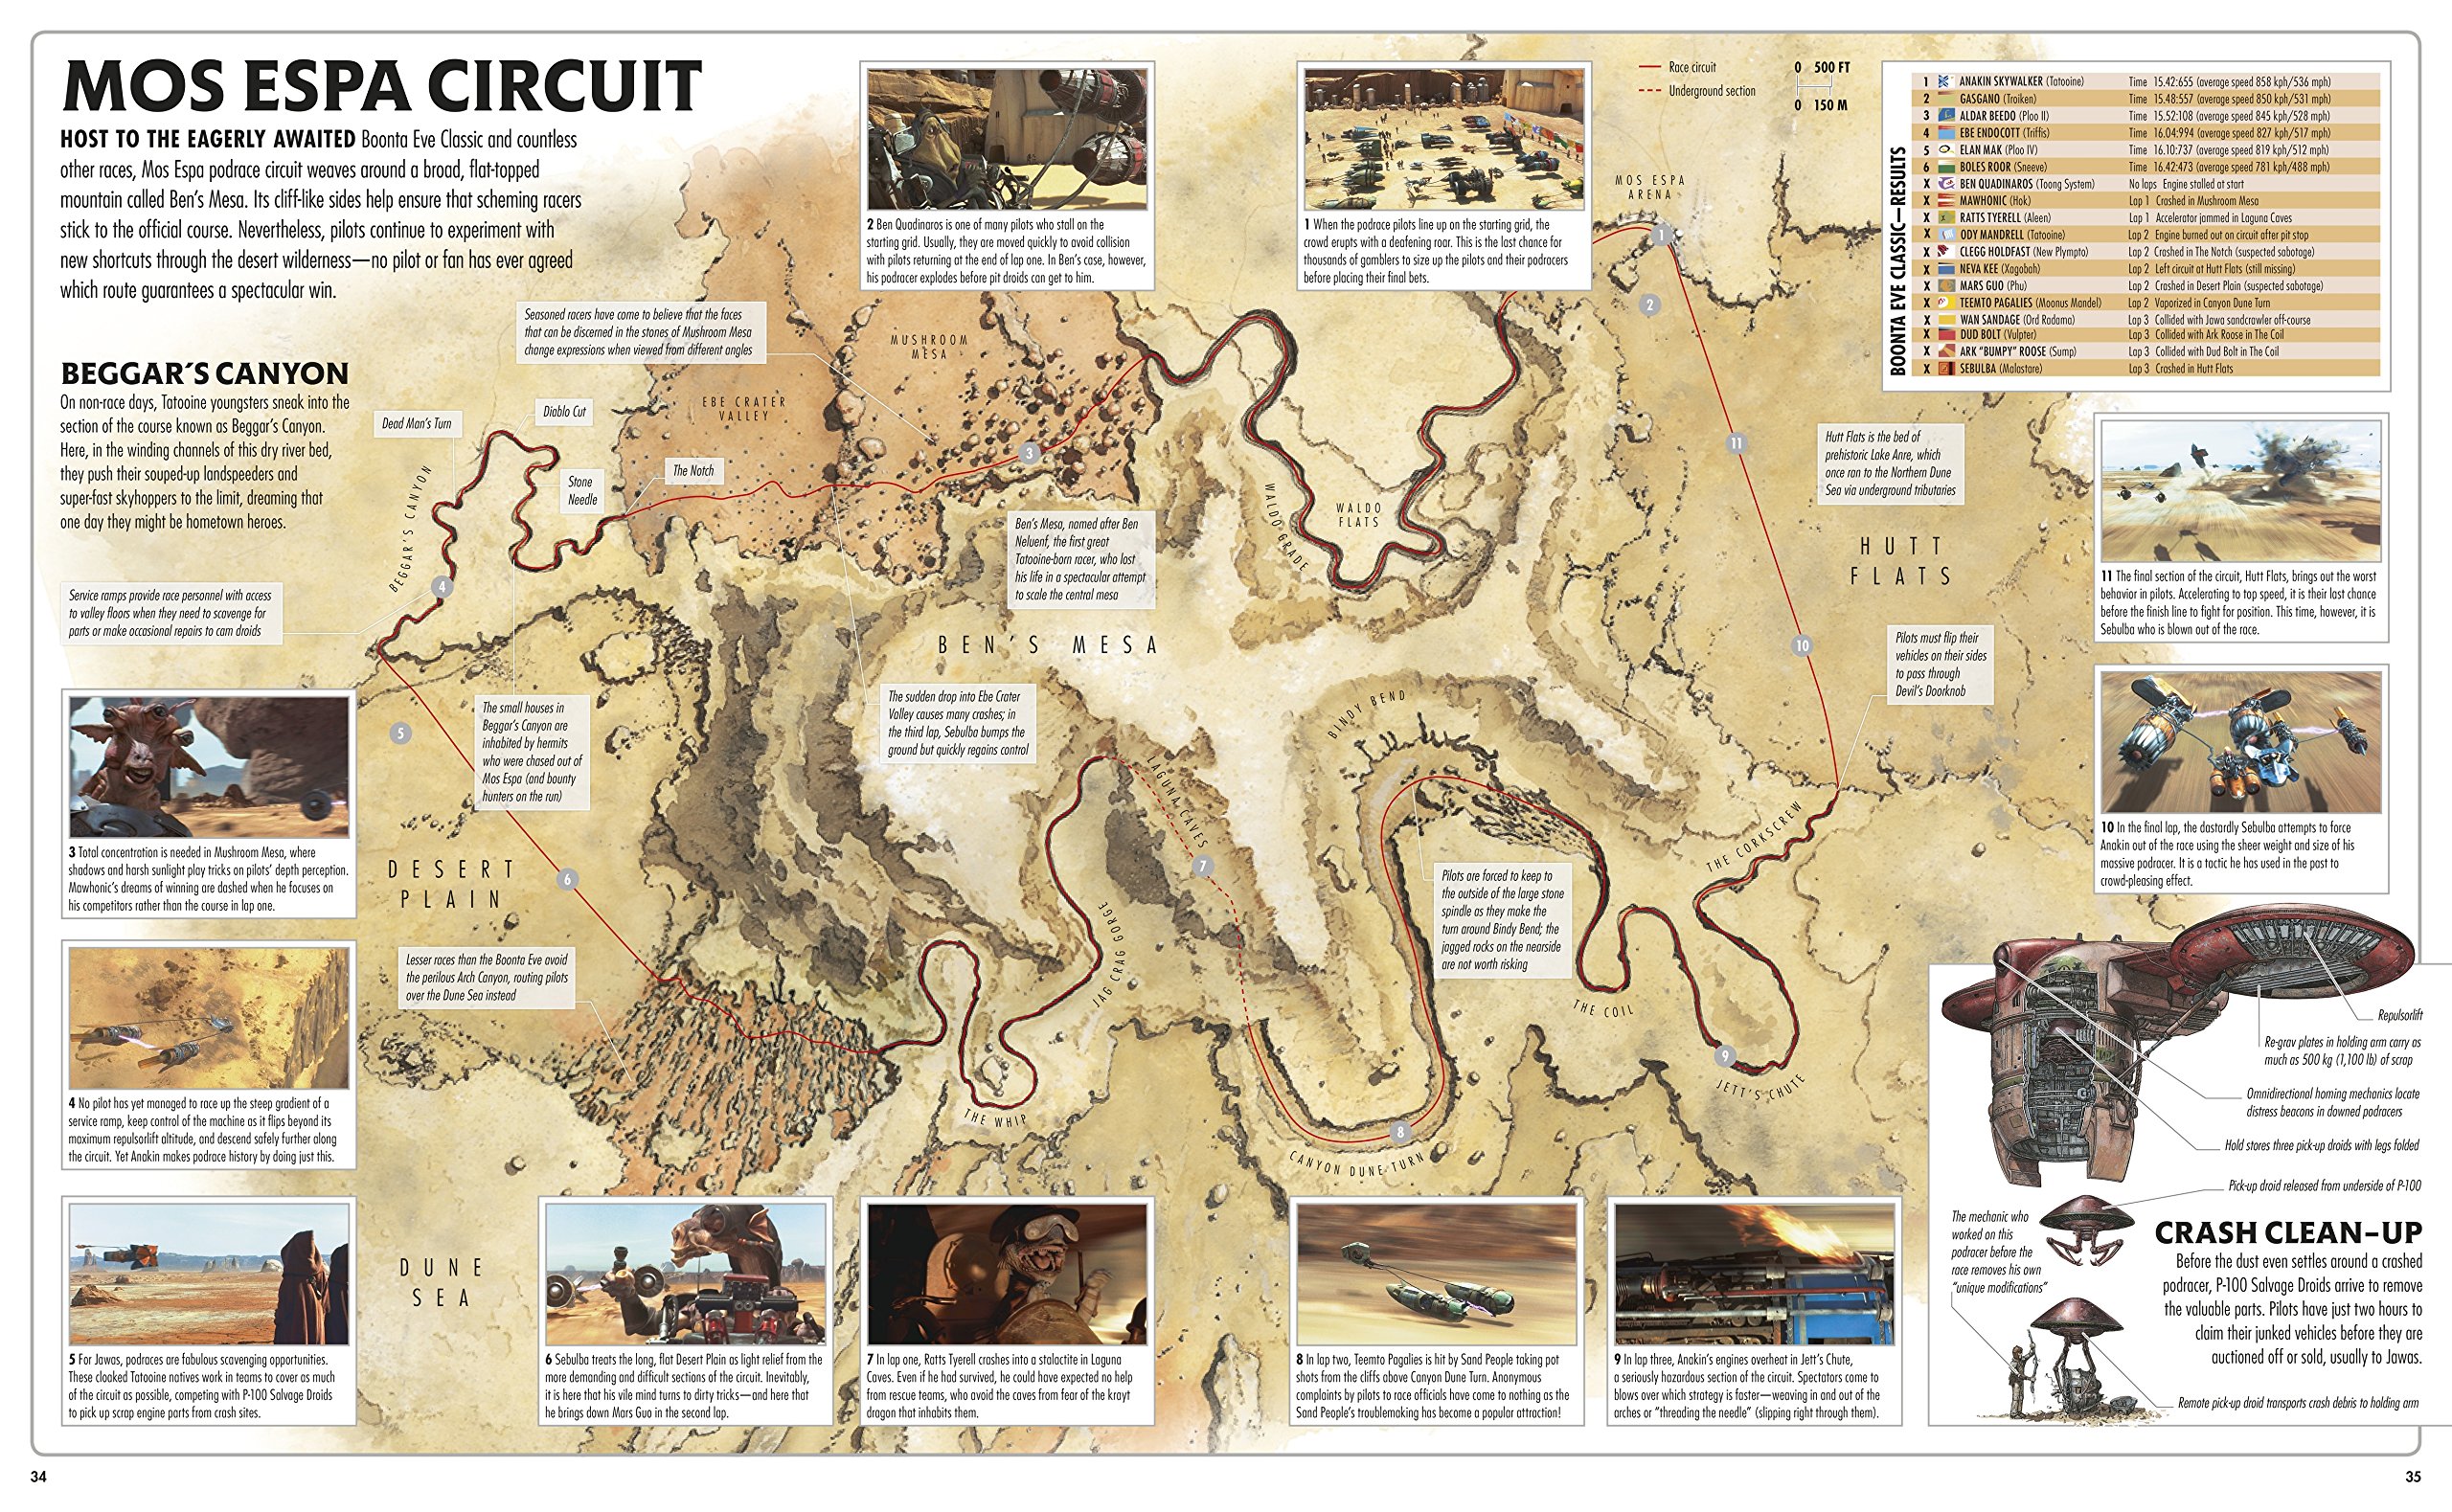 MOS ESPA CIRCUIT
HOST TO THE EAGERLY AWAITED Boonta Eve Classic and countless
other races, Mos Espa podrace circuit weaves around a broad, flat-topped
mountain called Ben's Mesa. Its cliff-like sides help ensure that scheming racers
stick to the official course. Nevertheless, pilots continue to experiment with
new shortcuts through the desert wilderness—no pilot or fan has ever agreed
which route guarantees a spectacular win.
BEGGAR'S CANYON
On non-race days, Tatooine youngsters sneak into the
section of the course known as Beggar's Canyon.
Here, in the winding channels of this dry river bed,
they push their souped-up landspeeders and
super-fast skyhoppers to the limit, dreaming that
one day they might be hometown heroes.
Service ramps provide race personnel with access
to valley floors when they need to scavenge for
parts or make occasional repairs to cam droids
Seasoned racers have come to believe that the faces
that can be discerned in the stones of Mushroom Mesa
change expressions when viewed from different angles
2 Ben Quadinaros is one of many pilots who stall on the
starting grid. Usually, they are moved quickly to avoid collision
with pilots returning at the end of lap one. In Ben's case, however,
his podracer explodes before pit droids can get to him.
1 When the podrace pilots line up on the starting grid, the
crowd erupts with a deafening roar. This is the last chance for
thousands of gamblers to size up the pilots and their podracers
before placing their final bets.
Race circuit
Underground section
0 500 FT
0 150 M
BOONTA EVE CLASSIC—RESULTS
1 ANAKIN SKYWALKER (Tatooine) Time 15.42:655 (average speed 858 kph/536 mph)
2 GASGANO (Troiken) Time 15.48:557 (average speed 850 kph/531 mph)
3 ALDAR BEEDO (Ploo II) Time 15.52:108 (average speed 845 kph/528 mph)
4 EBE ENDOCOTT (Triffis) Time 16.04:994 (average speed 827 kph/517 mph)
5 ELAN MAK (Ploo IV) Time 16.10:737 (average speed 819 kph/512 mph)
6 BOLES ROOR (Sneeve) Time 16.42:473 (average speed 781 kph/488 mph)
X BEN QUADINAROS (Toong System) No laps Engine stalled at start
X MAWHONIC (Hok) Lap 1 Crashed in Mushroom Mesa
X RATTS TYERELL (Aleen) Lap 1 Accelerator jammed in Laguna Caves
X ODY MANDRELL (Tatooine) Lap 2 Engine burned out on circuit after pit stop
X CLEGG HOLDFAST (New Plympto) Lap 2 Crashed in The Notch (suspected sabotage)
X NEVA KEE (Xagobah) Lap 2 Left circuit at Hutt Flats (still missing)
X MARS GUO (Phu) Lap 2 Crashed in Desert Plain (suspected sabotage)
X TEEMTO PAGALIES (Moonus Mandel) Lap 2 Vaporized in Canyon Dune Turn
X WAN SANDAGE (Ord Radama) Lap 3 Collided with Jawa sandcrawler off-course
X DUD BOLT (Vulpter) Lap 3 Collided with Ark Roose in The Coil
X ARK "BUMPY" ROOSE (Sump) Lap 3 Collided with Dud Bolt in The Coil
X SEBULBA (Malastare) Lap 3 Crashed in Hutt Flats
MOS ESPA
ARENA
1
2
11
10
3
4
5
6
7
8
9
MUSHROOM
MESA
EBE CRATER
VALLEY
Dead Man's Turn
Diablo Cut
Stone
Needle
The Notch
BEGGAR'S CANYON
WALDO GRADE
WALDO
FLATS
Ben's Mesa, named after Ben
Neluenf, the first great
Tatooine-born racer, who lost
his life in a spectacular attempt
to scale the central mesa
BEN'S MESA
Hutt Flats is the bed of
prehistoric Lake Anre, which
once ran to the Northern Dune
Sea via underground tributaries
HUTT
FLATS
Pilots must flip their
vehicles on their sides
to pass through
Devil's Doorknob
The small houses in
Beggar's Canyon are
inhabited by hermits
who were chased out of
Mos Espa (and bounty
hunters on the run)
The sudden drop into Ebe Crater
Valley causes many crashes; in
the third lap, Sebulba bumps the
ground but quickly regains control
BINDY BEND
LAGUNA CAVES
THE CORKSCREW
DESERT
PLAIN
Pilots are forced to keep to
the outside of the large stone
spindle as they make the
turn around Bindy Bend; the
jagged rocks on the nearside
are not worth risking
JAG CRAG GORGE
Lesser races than the Boonta Eve avoid
the perilous Arch Canyon, routing pilots
over the Dune Sea instead
THE COIL
THE WHIP
JETT'S CHUTE
CANYON DUNE TURN
DUNE
SEA
3 Total concentration is needed in Mushroom Mesa, where
shadows and harsh sunlight play tricks on pilots' depth perception.
Mawhonic's dreams of winning are dashed when he focuses on
his competitors rather than the course in lap one.
4 No pilot has yet managed to race up the steep gradient of a
service ramp, keep control of the machine as it flips beyond its
maximum repulsorlift altitude, and descend safely further along
the circuit. Yet Anakin makes podrace history by doing just this.
5 For Jawas, podraces are fabulous scavenging opportunities.
These cloaked Tatooine natives work in teams to cover as much
of the circuit as possible, competing with P-100 Salvage Droids
to pick up scrap engine parts from crash sites.
6 Sebulba treats the long, flat Desert Plain as light relief from the
more demanding and difficult sections of the circuit. Inevitably,
it is here that his vile mind turns to dirty tricks—and here that
he brings down Mars Guo in the second lap.
7 In lap one, Ratts Tyerell crashes into a stalactite in Laguna
Caves. Even if he had survived, he could have expected no help
from rescue teams, who avoid the caves from fear of the krayt
dragon that inhabits them.
8 In lap two, Teemto Pagalies is hit by Sand People taking pot
shots from the cliffs above Canyon Dune Turn. Anonymous
complaints by pilots to race officials have come to nothing as the
Sand People's troublemaking has become a popular attraction!
9 In lap three, Anakin's engines overheat in Jett's Chute,
a seriously hazardous section of the circuit. Spectators come to
blows over which strategy is faster—weaving in and out of the
arches or "threading the needle" (slipping right through them).
11 The final section of the circuit, Hutt Flats, brings out the worst
behavior in pilots. Accelerating to top speed, it is their last chance
before the finish line to fight for position. This time, however, it is
Sebulba who is blown out of the race.
10 In the final lap, the dastardly Sebulba attempts to force
Anakin out of the race using the sheer weight and size of his
massive podracer. It is a tactic he has used in the past to
crowd-pleasing effect.
Repulsorlift
Re-grav plates in holding arm carry as
much as 500 kg (1,100 lb) of scrap
Omnidirectional homing mechanics locate
distress beacons in downed podracers
Hold stores three pick-up droids with legs folded
Pick-up droid released from underside of P-100
The mechanic who
worked on this
podracer before the
race removes his own
"unique modifications"
CRASH CLEAN-UP
Before the dust even settles around a crashed
podracer, P-100 Salvage Droids arrive to remove
the valuable parts. Pilots have just two hours to
claim their junked vehicles before they are
auctioned off or sold, usually to Jawas.
Remote pick-up droid transports crash debris to holding arm
34
35